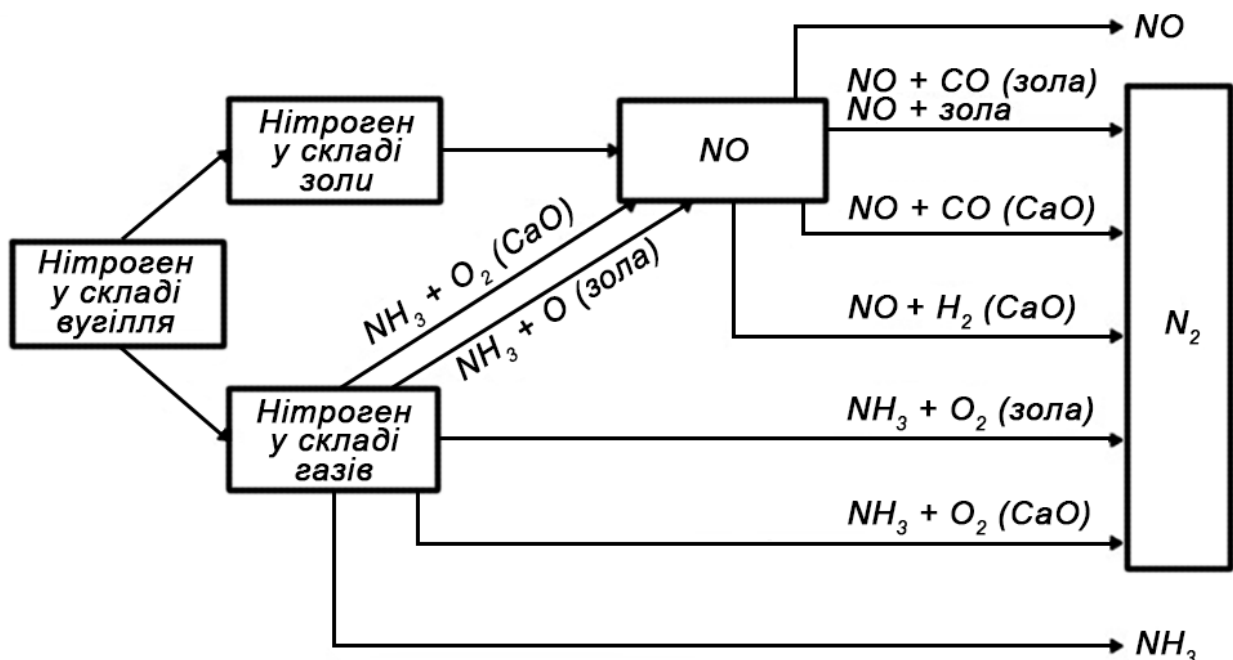 NO
NO + CO (зола)
NO + зола
Нітроген
у складі
золи
NO
NO + CO (CaO)
Нітроген
у складі
вугілля
NH₃ + O₂ (CaO)
NH₃ + O (зола)
NO + H₂ (CaO)
N₂
Нітроген
у складі
газів
NH₃ + O₂ (зола)
NH₃ + O₂ (CaO)
NH₃